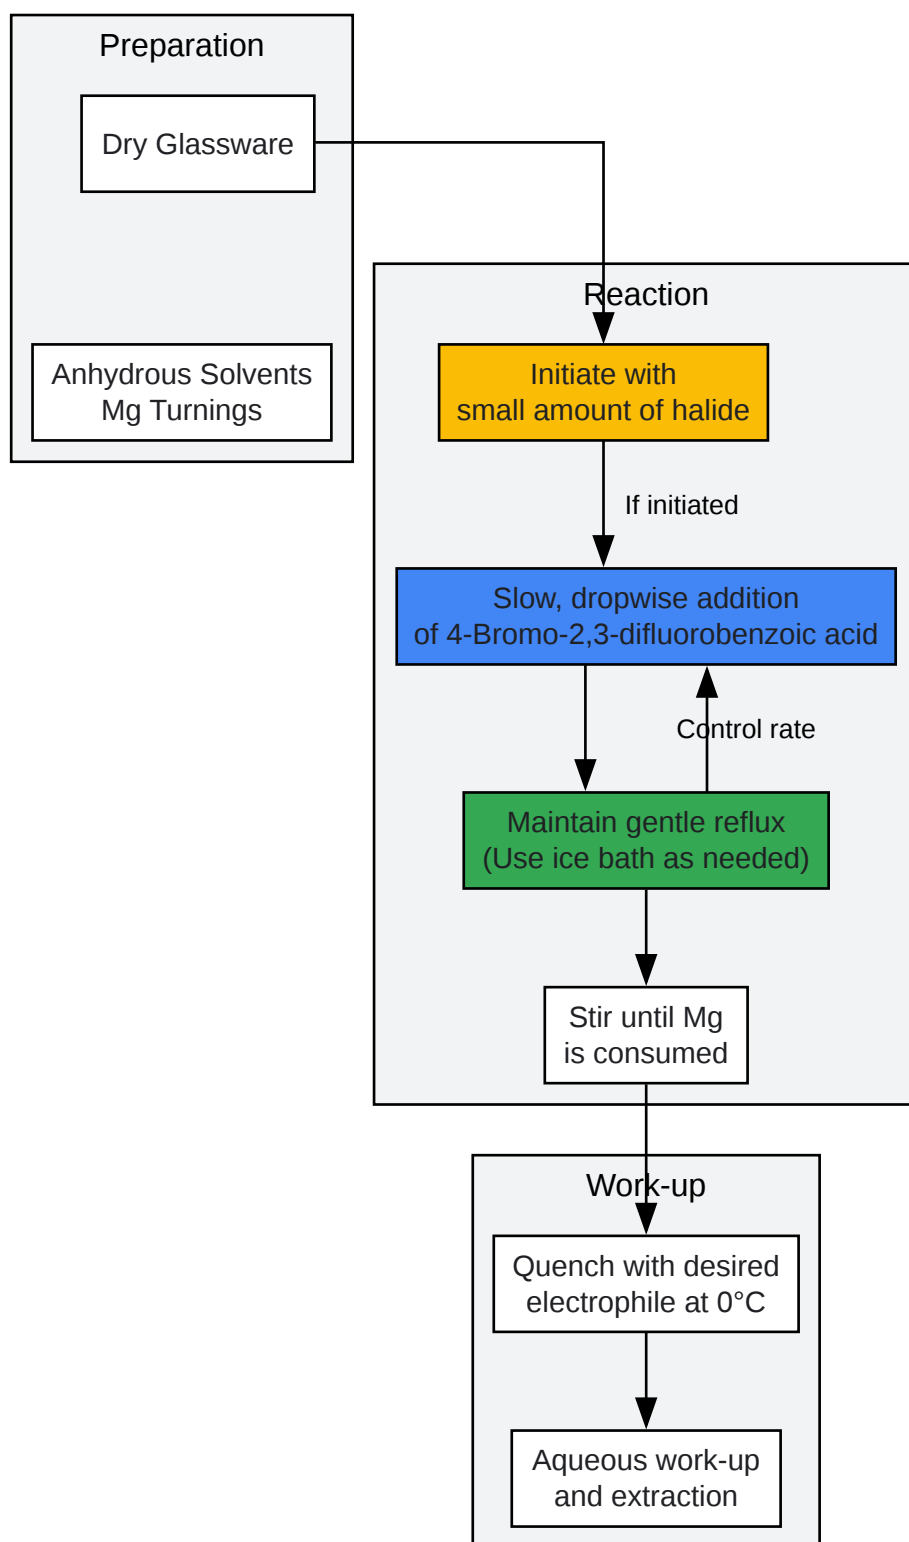 Preparation
Dry Glassware
Anhydrous Solvents
Mg Turnings
Reaction
Initiate with
small amount of halide
If initiated
Slow, dropwise addition
of 4-Bromo-2,3-difluorobenzoic acid
Control rate
Maintain gentle reflux
(Use ice bath as needed)
Stir until Mg
is consumed
Work-up
Quench with desired
electrophile at 0°C
Aqueous work-up
and extraction